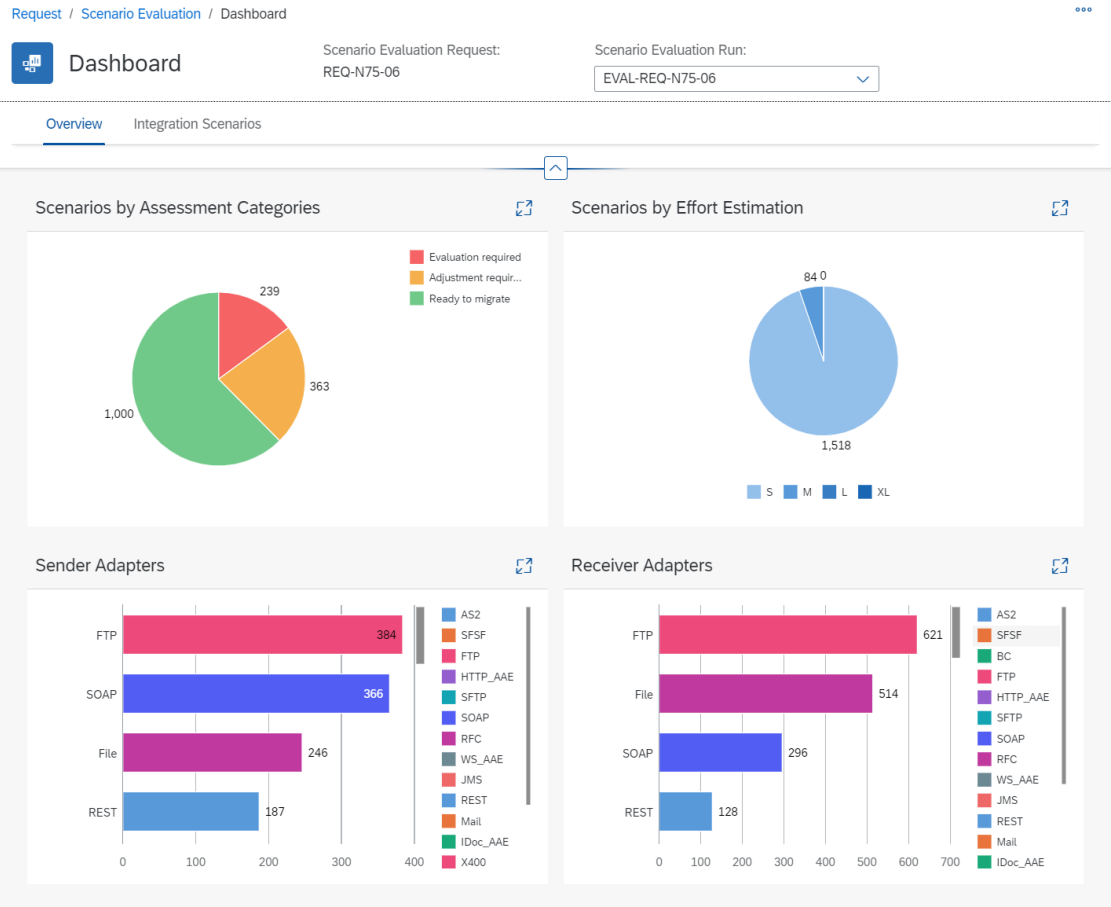 Request / Scenario Evaluation / Dashboard
Dashboard
Scenario Evaluation Request:
REQ-N75-06
Scenario Evaluation Run:
EVAL-REQ-N75-06
Overview
Integration Scenarios
Scenarios by Assessment Categories
239
363
1,000
Evaluation required
Adjustment requir...
Ready to migrate
Scenarios by Effort Estimation
84 0
1,518
S M L XL
Sender Adapters
FTP 384
SOAP 366
File 246
REST 187
0 100 200 300 400
AS2
SFSF
FTP
HTTP_AAE
SFTP
SOAP
RFC
WS_AAE
JMS
REST
Mail
IDoc_AAE
X400
Receiver Adapters
FTP 621
File 514
SOAP 296
REST 128
0 100 200 300 400 500 600 700
AS2
SFSF
BC
FTP
HTTP_AAE
SFTP
SOAP
RFC
WS_AAE
JMS
REST
Mail
IDoc_AAE